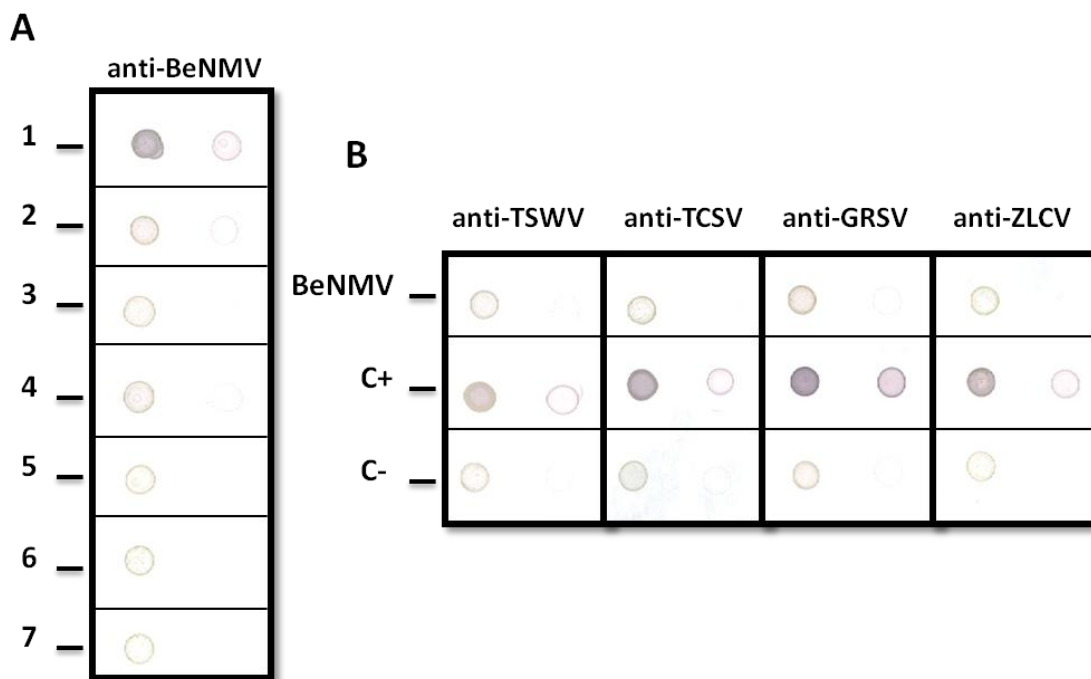 A
anti-BeNMV
1
2
3
4
5
6
7
B
anti-TSWV anti-TCSV anti-GRSV anti-ZLCV
BeNMV
C+
C-